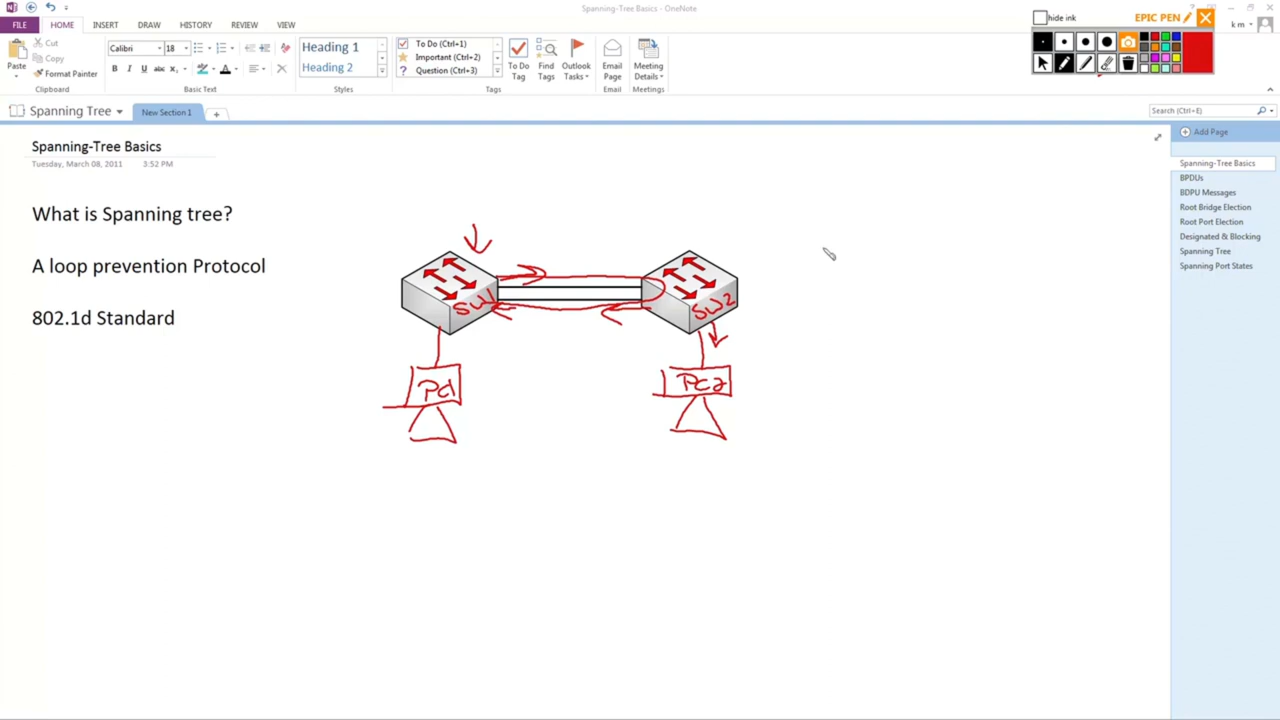 Spanning-Tree Basics - OneNote
hide ink
EPIC PEN
k m
FILE HOME INSERT DRAW HISTORY REVIEW VIEW
Paste
Cut
Copy
Format Painter
Clipboard
Calibri 18
B I U abc x₂ A
Basic Text
Heading 1
Heading 2
Styles
To Do (Ctrl+1)
Important (Ctrl+2)
? Question (Ctrl+3)
To Do Tag
Find Tags
Outlook Tasks
Tags
Email Page
Email
Meeting Details
Meetings
Spanning Tree
New Section 1
Search (Ctrl+E)
Add Page
Spanning-Tree Basics
Tuesday, March 08, 2011 3:52 PM
What is Spanning tree?
A loop prevention Protocol
802.1d Standard
SW1
SW2
PC1
PC2
Spanning-Tree Basics
BPDUs
BDPU Messages
Root Bridge Election
Root Port Election
Designated & Blocking
Spanning Tree
Spanning Port States